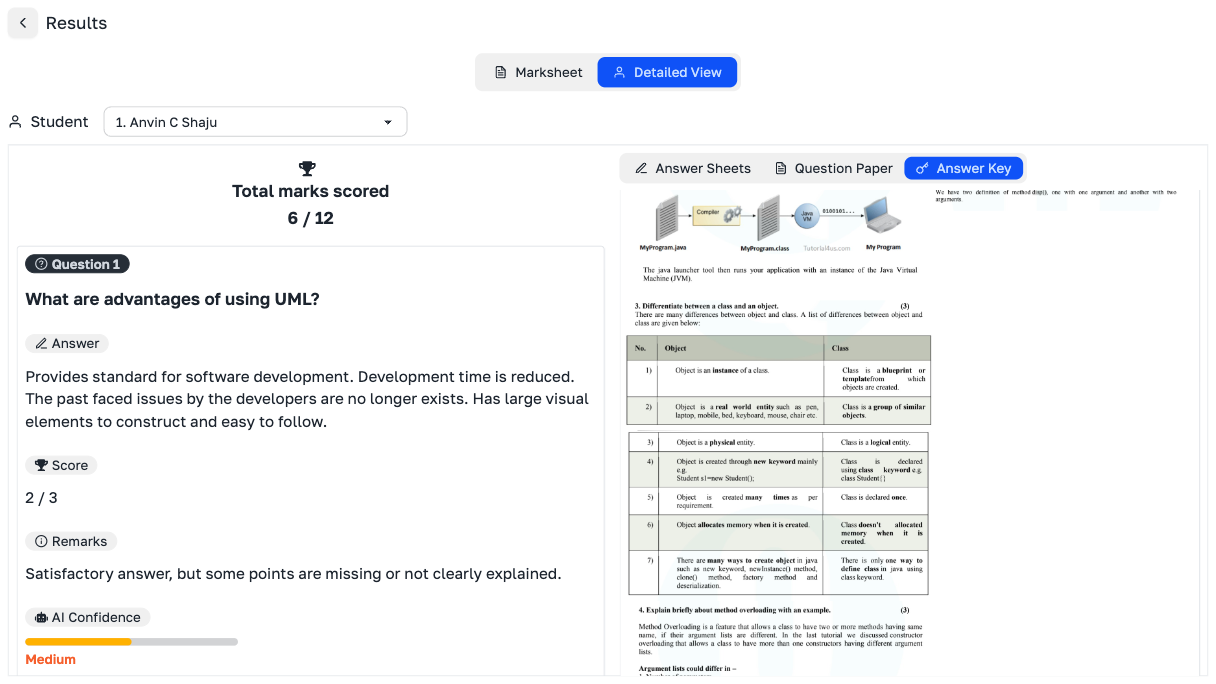 Results
Marksheet
Detailed View
Student
1. Anvin C Shaju
Total marks scored
6 / 12
Question 1
What are advantages of using UML?
Answer
Provides standard for software development. Development time is reduced.
The past faced issues by the developers are no longer exists. Has large visual
elements to construct and easy to follow.
Score
2 / 3
Remarks
Satisfactory answer, but some points are missing or not clearly explained.
AI Confidence
Medium
Answer Sheets
Question Paper
Answer Key
Compiler
Java
VM
0100101...
MyProgram.java
MyProgram.class
Tutorial4us.com
My Program
The java launcher tool then runs your application with an instance of the Java Virtual
Machine (JVM).
3. Differentiate between a class and an object. (3)
There are many differences between object and class. A list of differences between object and
class are given below:
No. Object Class
1) Object is an instance of a class.
Class is a blueprint or
templatefrom which
objects are created.
2) Object is a real world entity such as pen,
laptop, mobile, bed, keyboard, mouse, chair etc.
Class is a group of similar
objects.
3) Object is a physical entity.
Class is a logical entity.
4) Object is created through new keyword mainly
e.g.
Student s1=new Student();
Class is declared
using class keyword e.g.
class Student{}
5) Object is created many times as per
requirement.
Class is declared once.
6) Object allocates memory when it is created.
Class doesn't allocated
memory when it is
created.
7) There are many ways to create object in java
such as new keyword, newInstance() method,
clone() method, factory method and
deserialization.
There is only one way to
define class in java using
class keyword.
4. Explain briefly about method overloading with an example. (3)
Method Overloading is a feature that allows a class to have two or more methods having same
name, if their argument lists are different. In the last tutorial we discussed constructor
overloading that allows a class to have more than one constructors having different argument
lists.
Argument lists could differ in –
We have two definition of method disp(), one with one argument and another with two
arguments